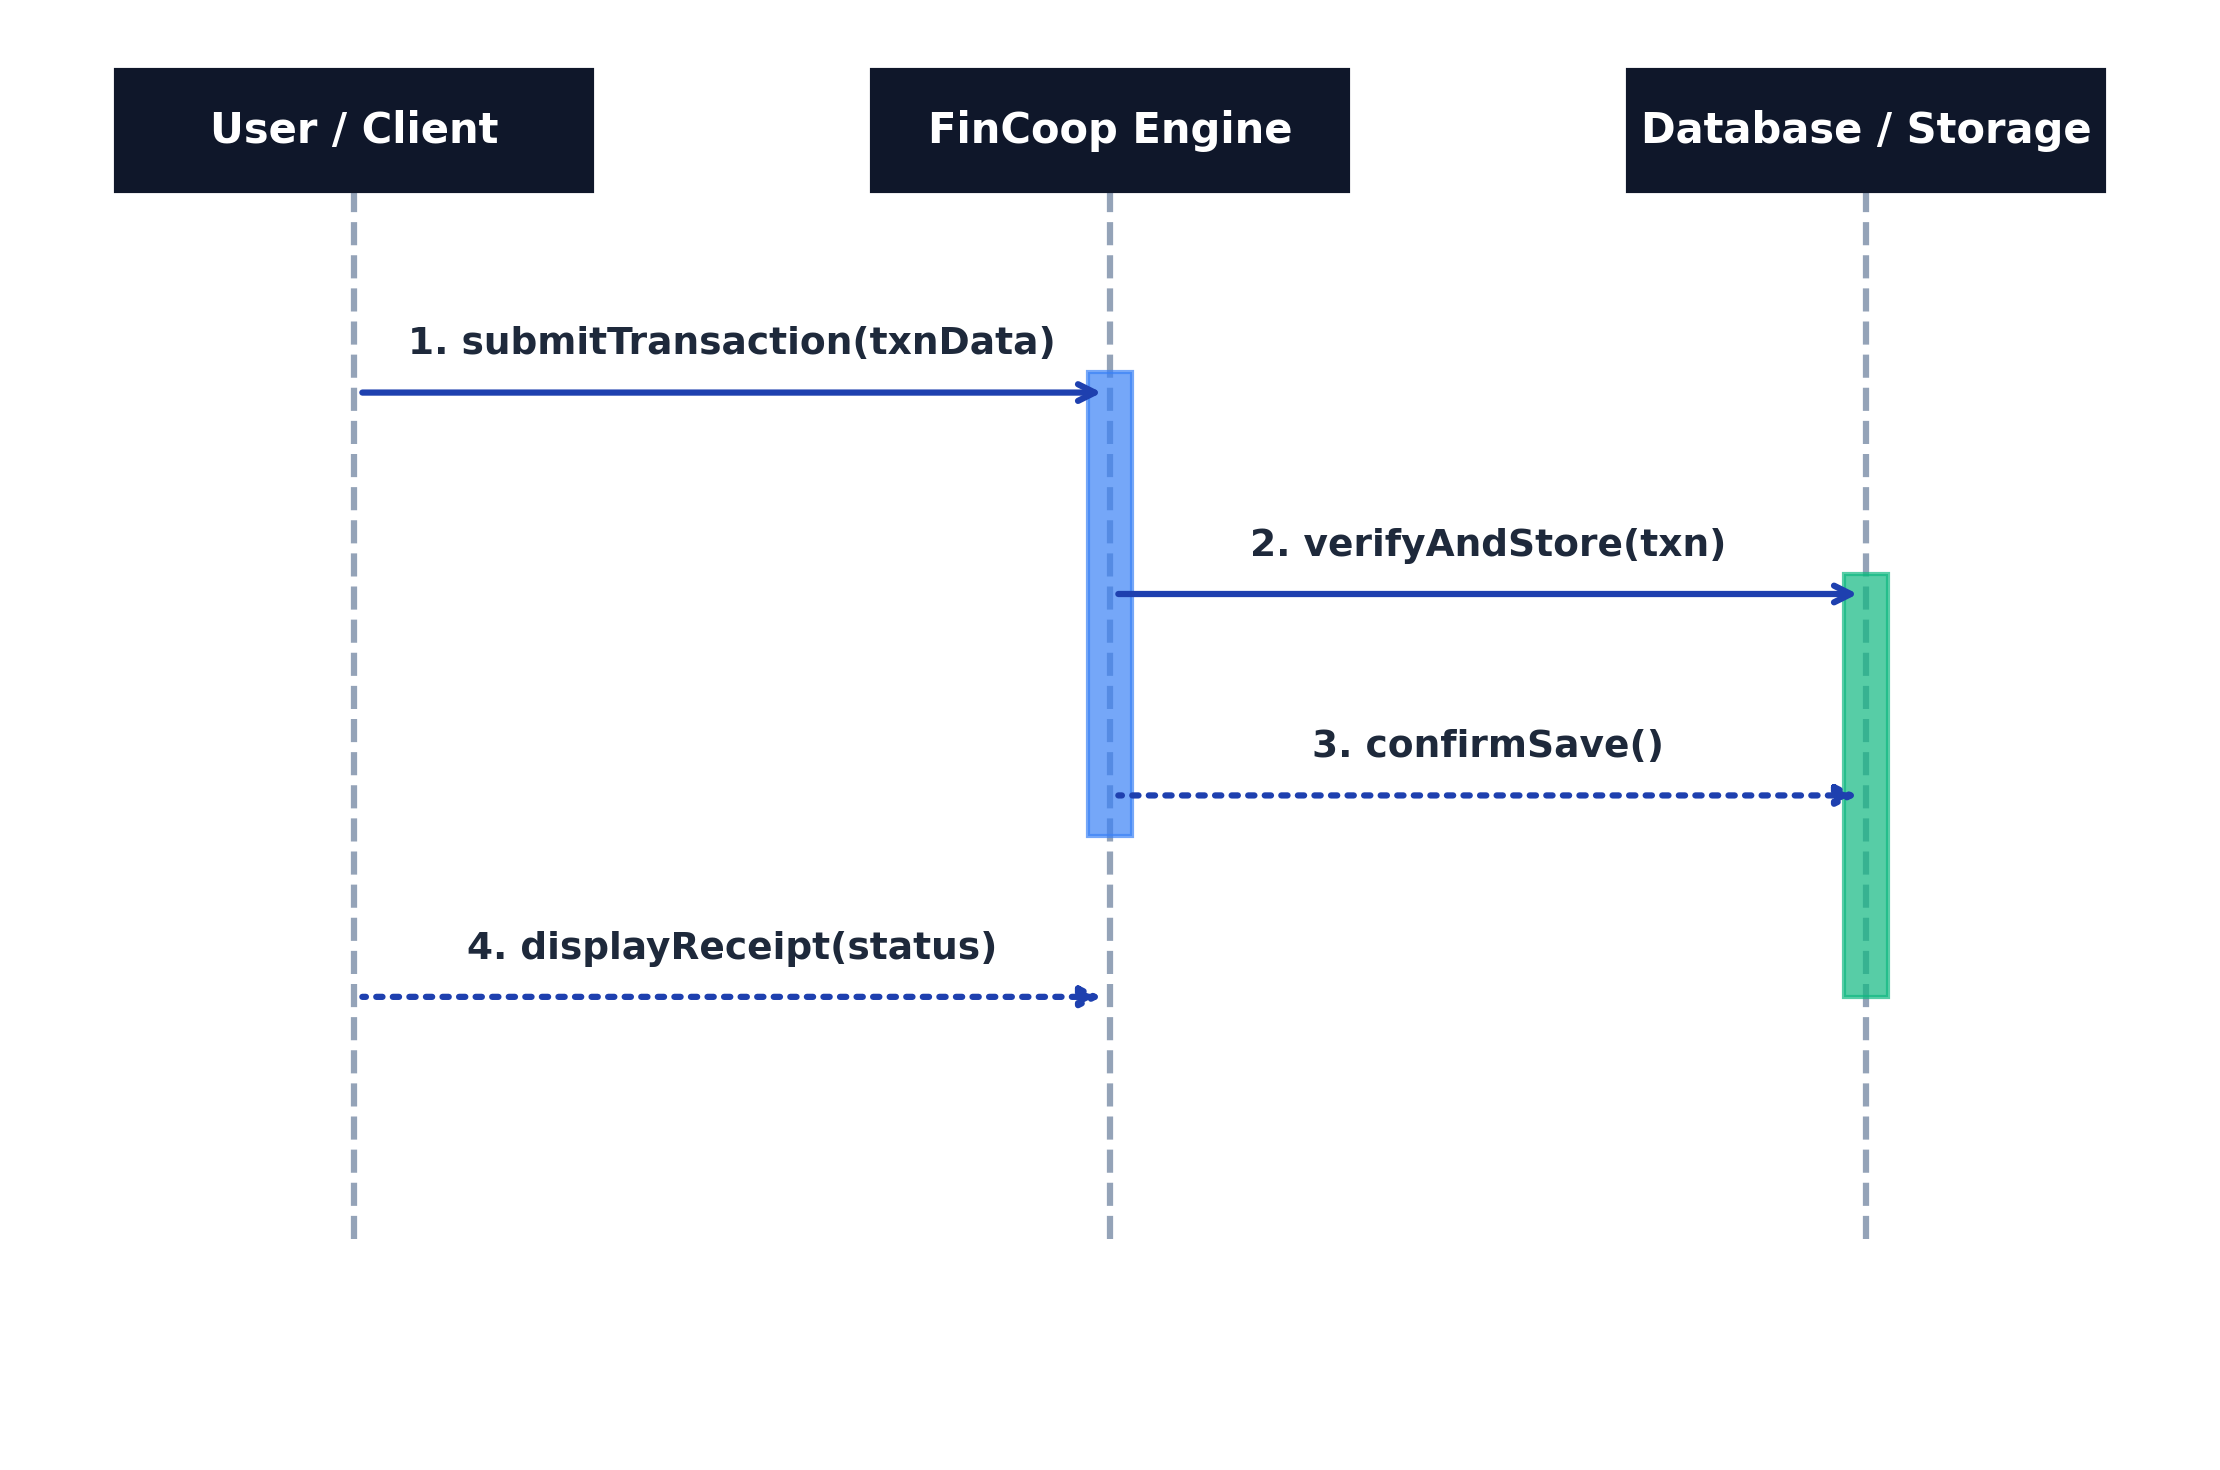 User / Client
FinCoop Engine
Database / Storage
1. submitTransaction(txnData)
2. verifyAndStore(txn)
3. confirmSave()
4. displayReceipt(status)